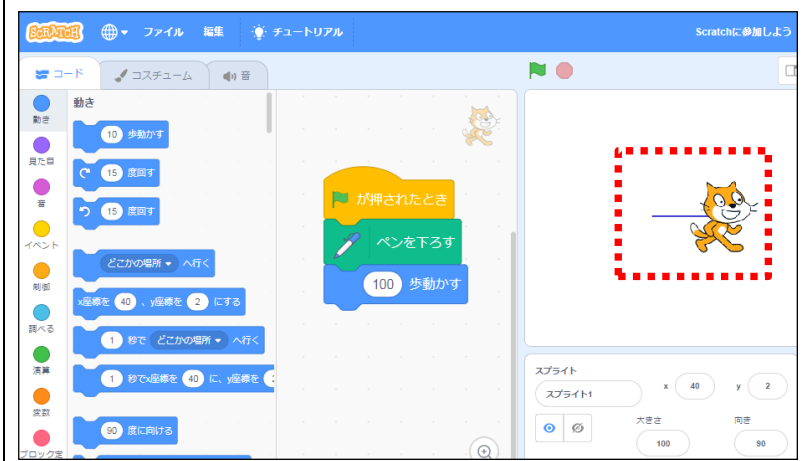 SCRATCH ファイル 編集 チュートリアル Scratchに参加しよう
コード コスチューム 音
動き
動き
見た目
音
イベント
制御
調べる
演算
変数
ブロック定
10 歩動かす
15 度回す
15 度回す
どこかの場所 へ行く
x座標を 40 、y座標を 2 にする
1 秒で どこかの場所 へ行く
1 秒でx座標を 40 に、y座標を
90 度に向ける
が押されたとき
ペンを下ろす
100 歩動かす
スプライト
スプライト1 x 40 y 2
大きさ 向き
100 90